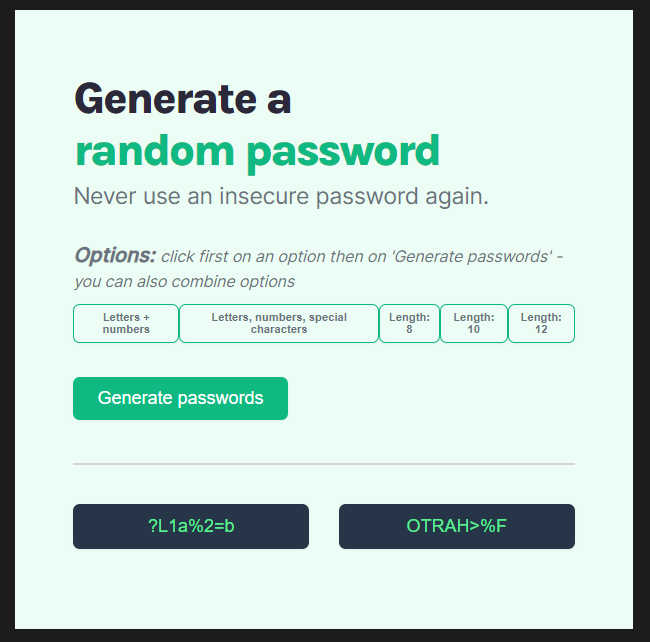 Generate a
random password
Never use an insecure password again.
Options: click first on an option then on 'Generate passwords' -
you can also combine options
Letters +
numbers
Letters, numbers, special
characters
Length:
8
Length:
10
Length:
12
Generate passwords
?L1a%2=b
OTRAH>%F